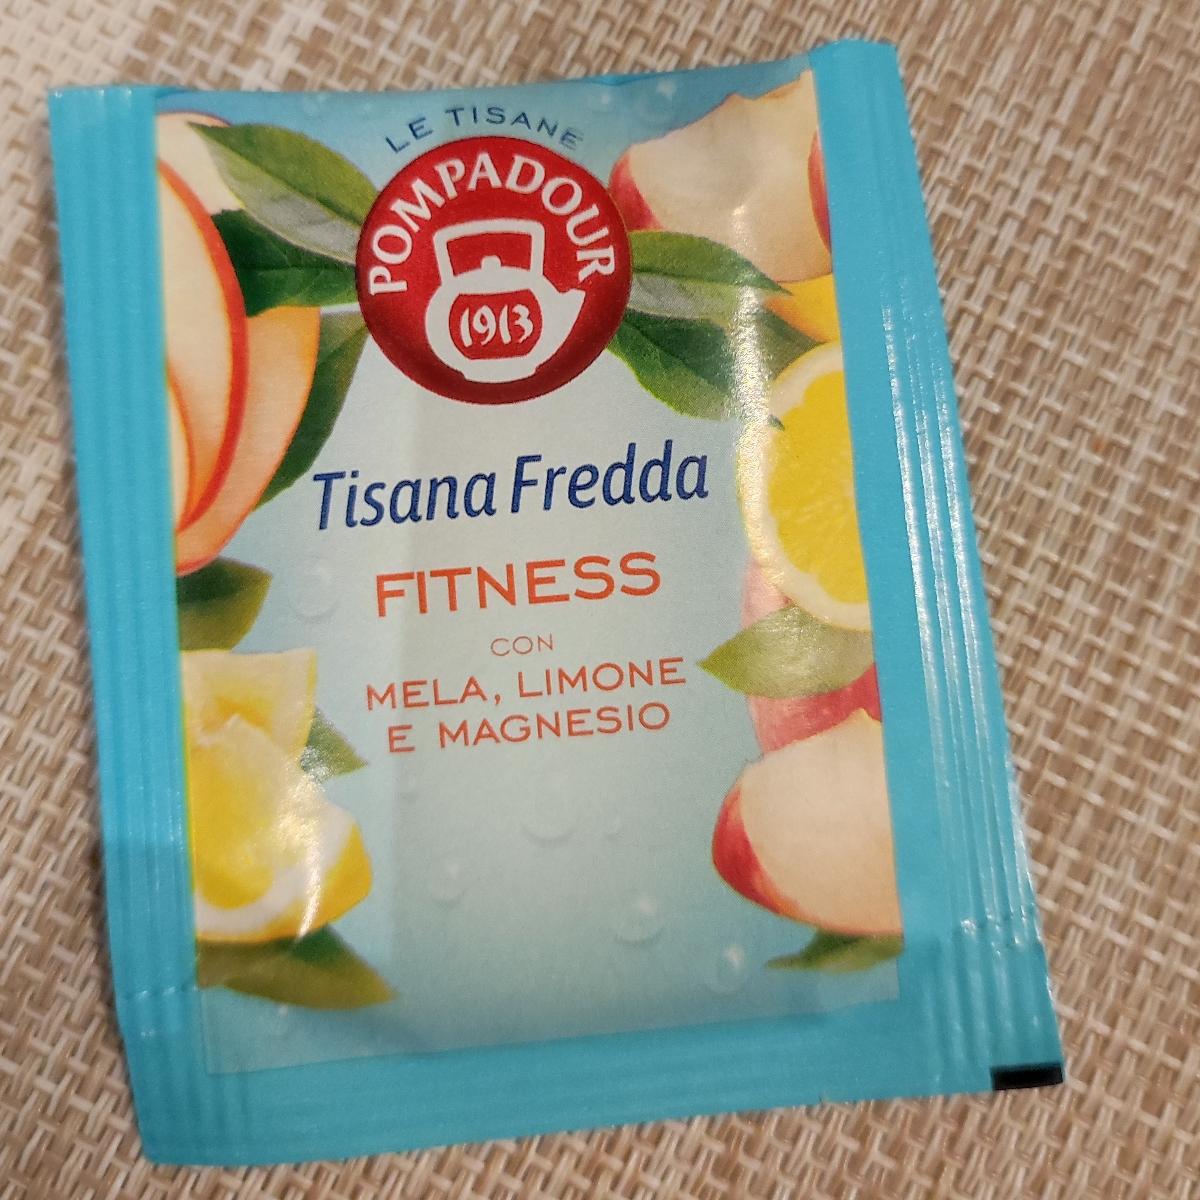 LE TISANE
POMPADOUR
1913
Tisana Fredda
FITNESS
CON
MELA, LIMONE
E MAGNESIO